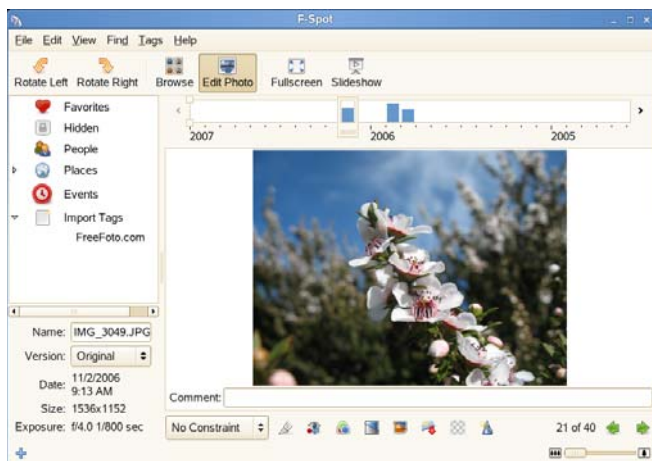 F-Spot
File Edit View Find Tags Help
Rotate Left Rotate Right Browse Edit Photo Fullscreen Slideshow
Favorites
Hidden
People
Places
Events
Import Tags
FreeFoto.com
2007 2006 2005
Name: IMG_3049.JPG
Version: Original
Date: 11/2/2006
9:13 AM
Size: 1536x1152
Exposure: f/4.0 1/800 sec
Comment:
No Constraint
21 of 40